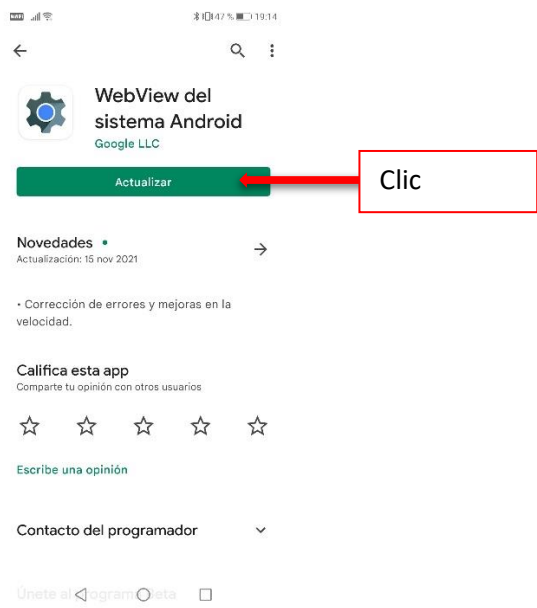 47 % 19:14
WebView del
sistema Android
Google LLC
Actualizar
Clic
Novedades •
Actualización: 15 nov 2021
• Corrección de errores y mejoras en la
velocidad.
Califica esta app
Comparte tu opinión con otros usuarios
Escribe una opinión
Contacto del programador
Únete al programa Beta